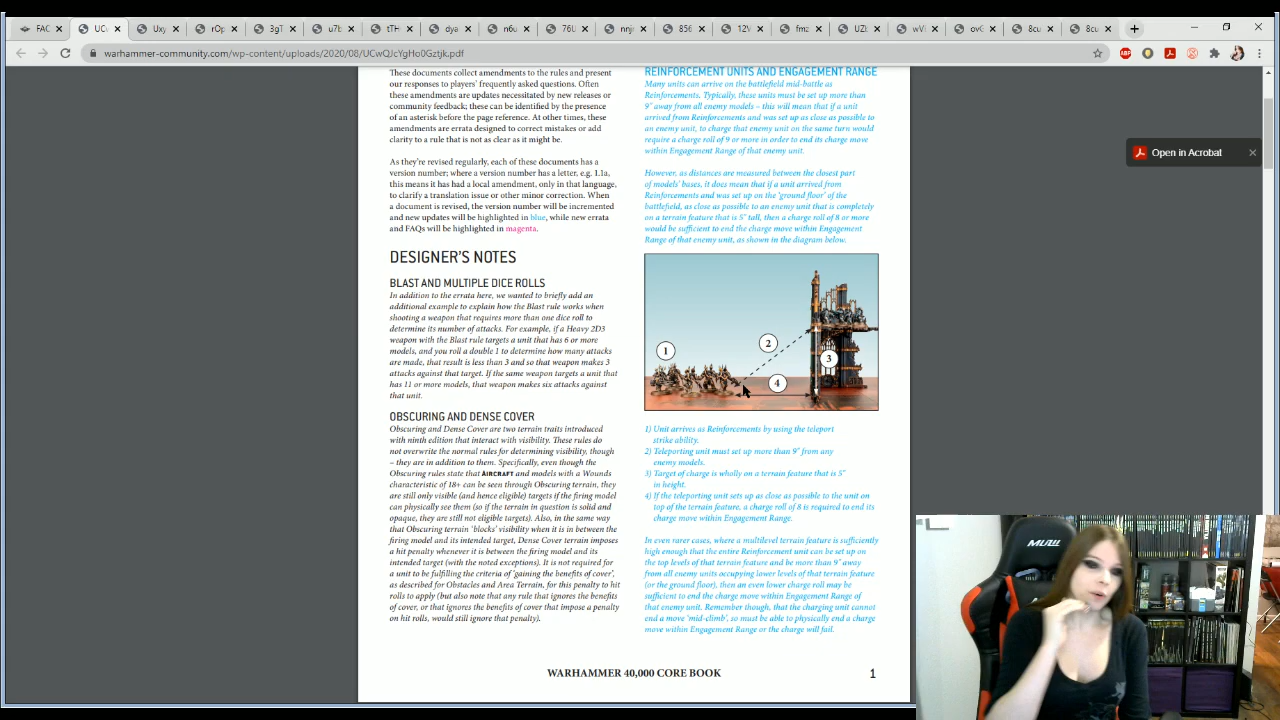 FAC
UCw
Uxy
rOp
3gT
u7b
dya
n6u
76U
nnji
856
fmz
UZL
wVi
ov6
8cu
8cu
warhammer-community.com/wp-content/uploads/2020/08/UCwQJcYgHo0Gztjk.pdf
ABP
Open in Acrobat
These documents collect amendments to the rules and present
our responses to players' frequently asked questions. Often
these amendments are updates necessitated by new releases or
community feedback; these can be identified by the presence
of an asterisk before the page reference. At other times, these
amendments are errata designed to correct mistakes or add
clarity to a rule that is not as clear as it might be.
As they're revised regularly, each of these documents has a
version number; where a version number has a letter, e.g. 1.1a,
this means it has had a local amendment, only in that language,
to clarify a translation issue or other minor correction. When
a document is revised, the version number will be incremented
and new updates will be highlighted in blue, while new errata
and FAQs will be highlighted in magenta.
DESIGNER'S NOTES
BLAST AND MULTIPLE DICE ROLLS
In addition to the errata here, we wanted to briefly add an
additional example to explain how the Blast rule works when
shooting a weapon that requires more than one dice roll to
determine its number of attacks. For example, if a Heavy 2D3
weapon with the Blast rule targets a unit that has 6 or more
models, and you roll a double 1 to determine how many attacks
are made, that result is less than 3 and so that weapon makes 3
attacks against that target. If the same weapon targets a unit that
has 11 or more models, that weapon makes six attacks against
that unit.
OBSCURING AND DENSE COVER
Obscuring and Dense Cover are two terrain traits introduced
with ninth edition that interact with visibility. These rules do
not overwrite the normal rules for determining visibility, though
– they are in addition to them. Specifically, even though the
Obscuring rules state that AIRCRAFT and models with a Wounds
characteristic of 18+ can be seen through Obscuring terrain, they
are still only visible (and hence eligible) targets if the firing model
can physically see them (so if the terrain in question is solid and
opaque, they are still not eligible targets). Also, in the same way
that Obscuring terrain 'blocks' visibility when it is in between the
firing model and its intended target, Dense Cover terrain imposes
a hit penalty whenever it is between the firing model and its
intended target (with the noted exceptions). It is not required for
a unit to be fulfilling the criteria of 'gaining the benefits of cover',
as described for Obstacles and Area Terrain, for this penalty to hit
rolls to apply (but also note that any rule that ignores the benefits
of cover, or that ignores the benefits of cover that impose a penalty
on hit rolls, would still ignore that penalty).
REINFORCEMENT UNITS AND ENGAGEMENT RANGE
Many units can arrive on the battlefield mid-battle as
Reinforcements. Typically, these units must be set up more than
9" away from all enemy models – this will mean that if a unit
arrived from Reinforcements and was set up as close as possible to
an enemy unit, to charge that enemy unit on the same turn would
require a charge roll of 9 or more in order to end its charge move
within Engagement Range of that enemy unit.
However, as distances are measured between the closest part
of models' bases, it does mean that if a unit arrived from
Reinforcements and was set up on the 'ground floor' of the
battlefield, as close as possible to an enemy unit that is completely
on a terrain feature that is 5" tall, then a charge roll of 8 or more
would be sufficient to end the charge move within Engagement
Range of that enemy unit, as shown in the diagram below.
1
2
3
4
1) Unit arrives as Reinforcements by using the teleport
strike ability.
2) Teleporting unit must set up more than 9" from any
enemy models.
3) Target of charge is wholly on a terrain feature that is 5"
in height.
4) If the teleporting unit sets up as close as possible to the unit on
top of the terrain feature, a charge roll of 8 is required to end its
charge move within Engagement Range.
In even rarer cases, where a multilevel terrain feature is sufficiently
high enough that the entire Reinforcement unit can be set up on
the top levels of that terrain feature and be more than 9" away
from all enemy units occupying lower levels of that terrain feature
(or the ground floor), then an even lower charge roll may be
sufficient to end the charge move within Engagement Range of
that enemy unit. Remember though, that the charging unit cannot
end a move 'mid-climb', so must be able to physically end a charge
move within Engagement Range or the charge will fail.
WARHAMMER 40,000 CORE BOOK
1